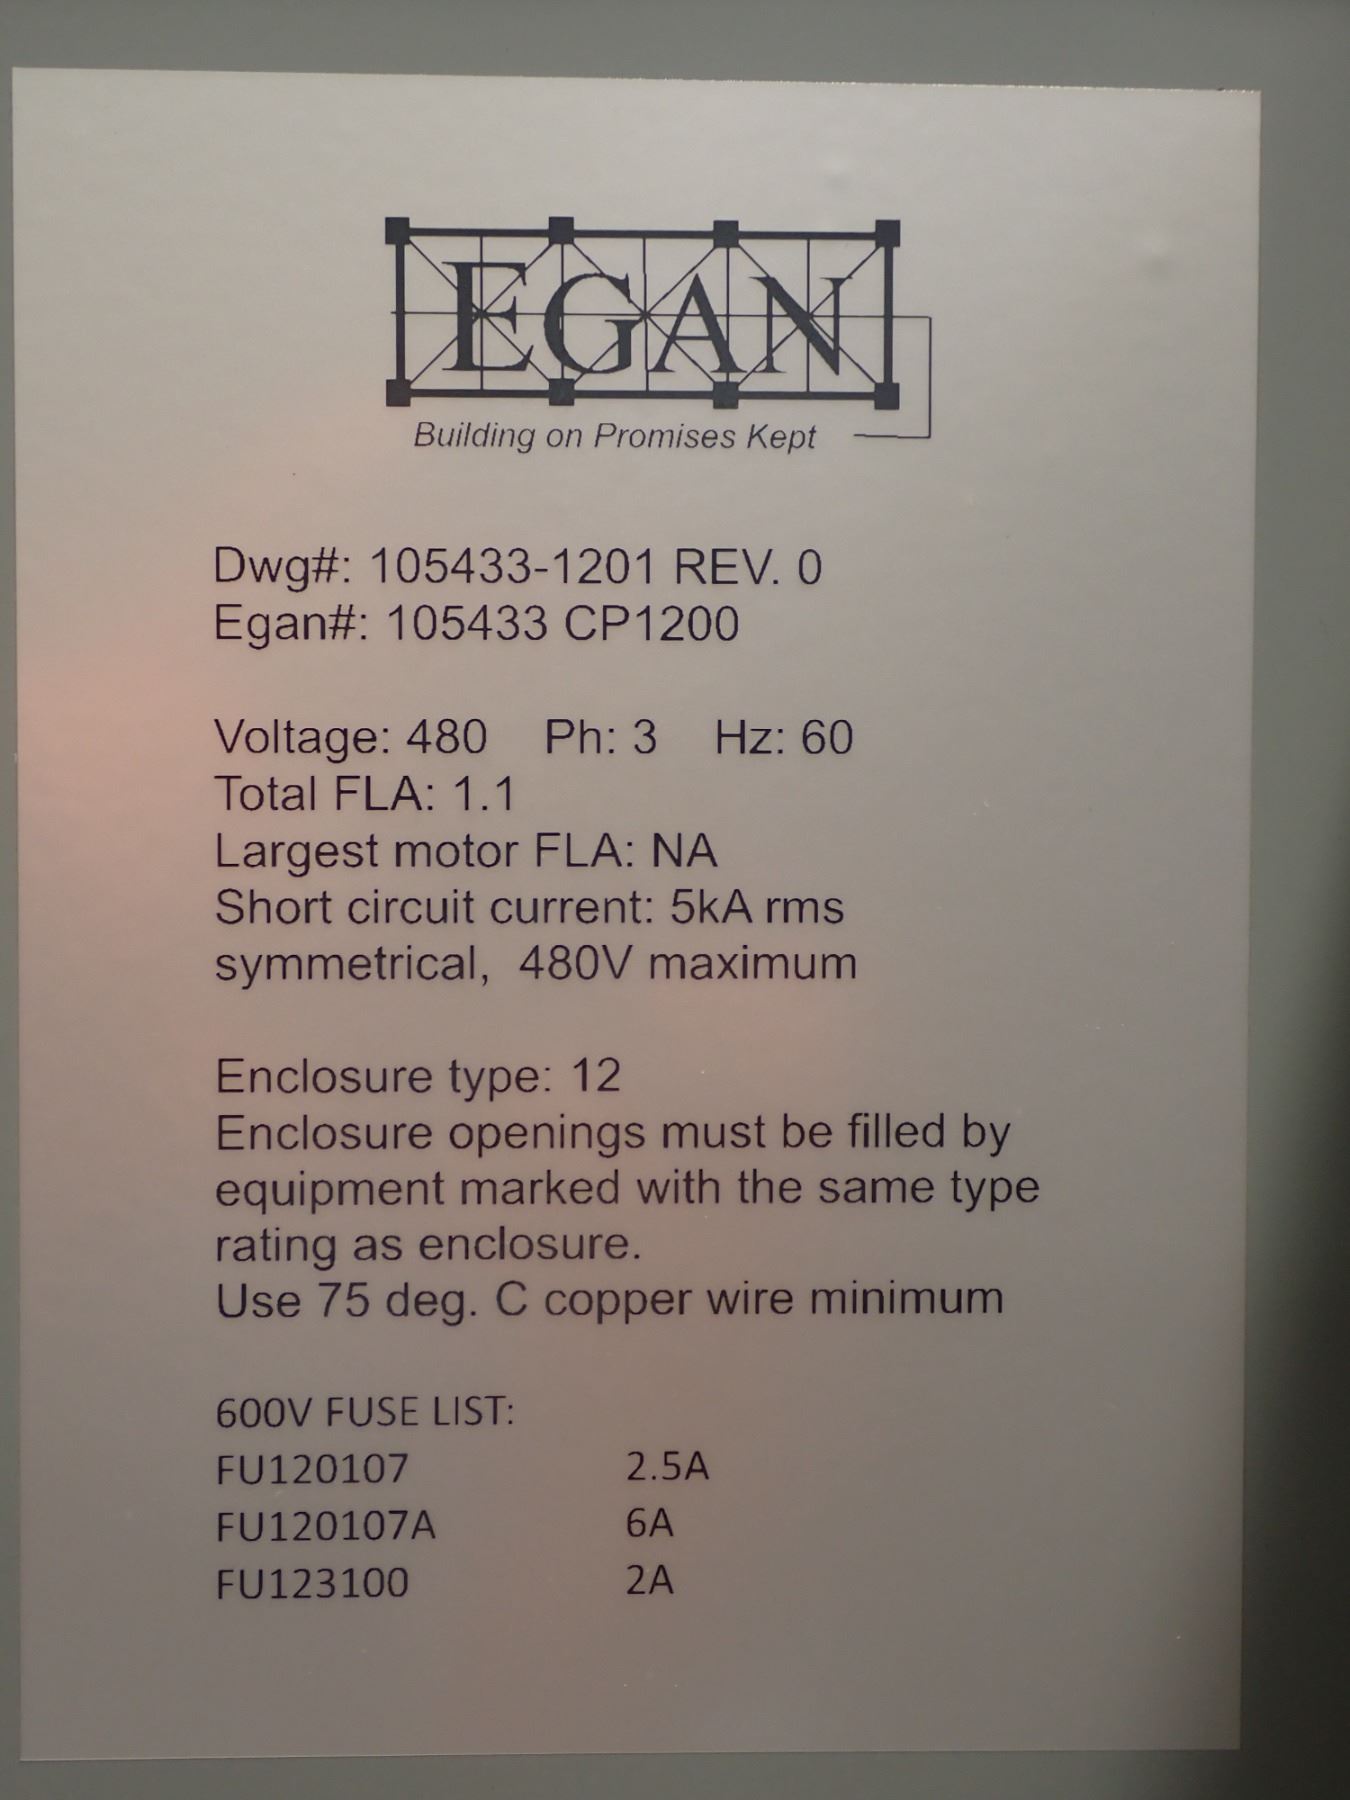 EGAN
Building on Promises Kept
Dwg#: 105433-1201 REV. 0
Egan#: 105433 CP1200
Voltage: 480 Ph: 3 Hz: 60
Total FLA: 1.1
Largest motor FLA: NA
Short circuit current: 5kA rms
symmetrical, 480V maximum
Enclosure type: 12
Enclosure openings must be filled by
equipment marked with the same type
rating as enclosure.
Use 75 deg. C copper wire minimum
600V FUSE LIST:
FU120107 2.5A
FU120107A 6A
FU123100 2A